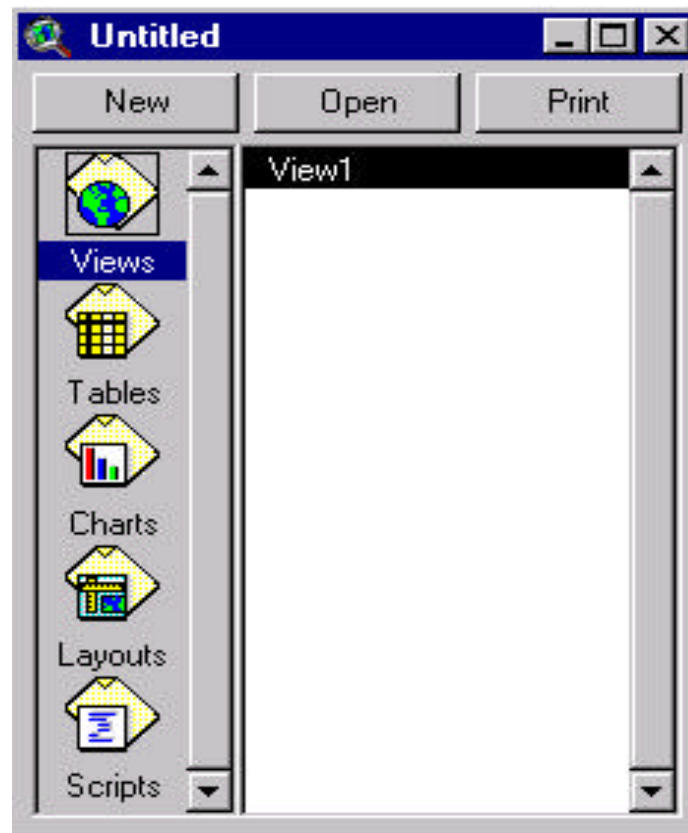 Untitled
New Open Print
View1
Views
Tables
Charts
Layouts
Scripts